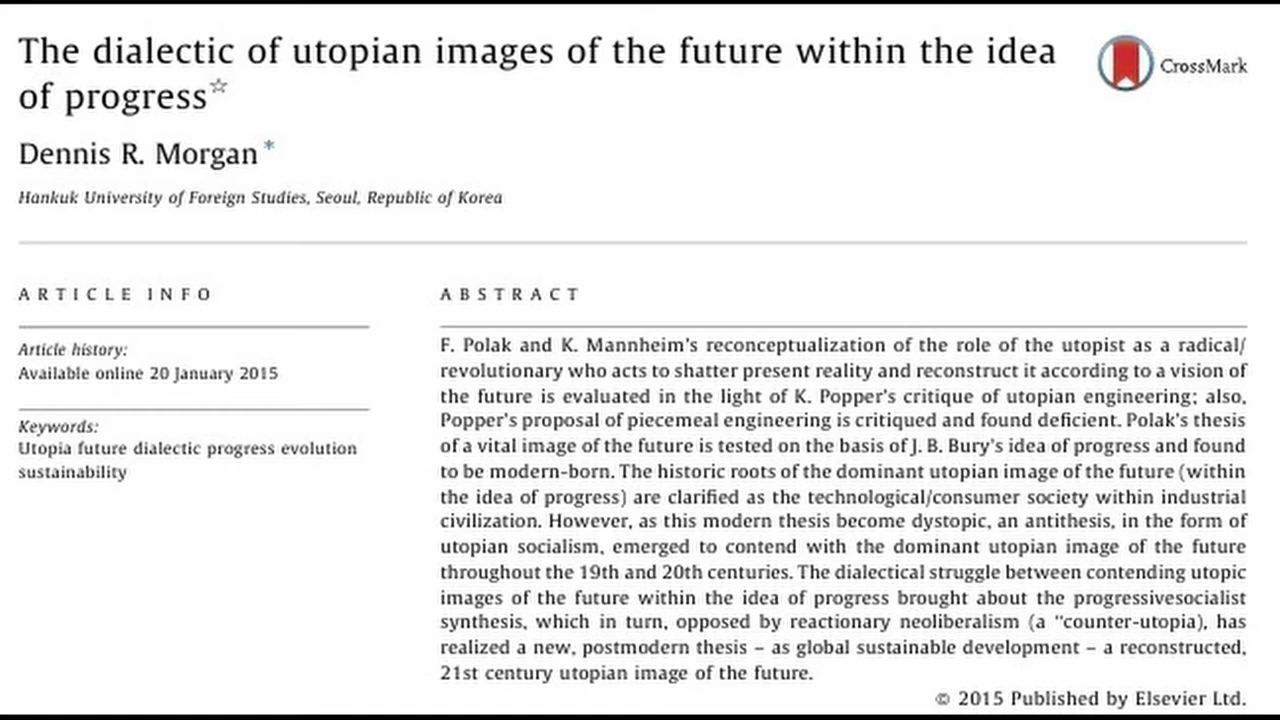 The dialectic of utopian images of the future within the idea
of progress☆
CrossMark
Dennis R. Morgan*
Hankuk University of Foreign Studies, Seoul, Republic of Korea
ARTICLE INFO
Article history:
Available online 20 January 2015
Keywords:
Utopia future dialectic progress evolution
sustainability
ABSTRACT
F. Polak and K. Mannheim's reconceptualization of the role of the utopist as a radical/
revolutionary who acts to shatter present reality and reconstruct it according to a vision of
the future is evaluated in the light of K. Popper's critique of utopian engineering; also,
Popper's proposal of piecemeal engineering is critiqued and found deficient. Polak's thesis
of a vital image of the future is tested on the basis of J. B. Bury's idea of progress and found
to be modern-born. The historic roots of the dominant utopian image of the future (within
the idea of progress) are clarified as the technological/consumer society within industrial
civilization. However, as this modern thesis become dystopic, an antithesis, in the form of
utopian socialism, emerged to contend with the dominant utopian image of the future
throughout the 19th and 20th centuries. The dialectical struggle between contending utopic
images of the future within the idea of progress brought about the progressivesocialist
synthesis, which in turn, opposed by reactionary neoliberalism (a "counter-utopia), has
realized a new, postmodern thesis – as global sustainable development – a reconstructed,
21st century utopian image of the future.
© 2015 Published by Elsevier Ltd.